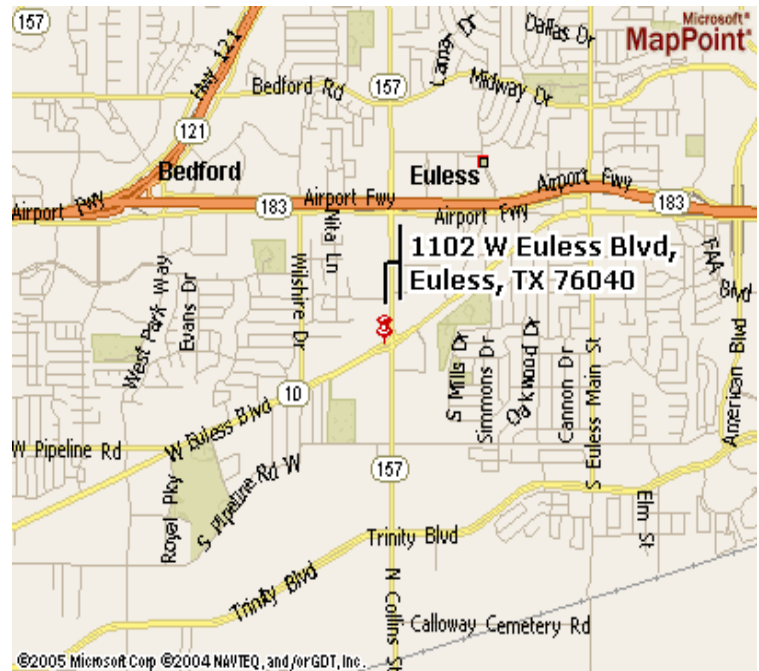 157
Microsoft®
MapPoint®
Hwy 121
Lamar Dr
Dallas Dr
157
Bedford Rd
Midway Dr
121
Bedford
Euless
Airport Fwy
183
Airport Fwy
Airport Fwy
Airport Fwy
183
Nita Ln
1102 W Euless Blvd,
Euless, TX 76040
FAA Blvd
West Park Way
Evans Dr
Wilshire Dr
S Mills Dr
Simmons Dr
Oakwood Dr
Cannon Dr
S Euless Main St
American Blvd
10
W Euless Blvd
W Pipeline Rd
157
Royal Pky
S Pipeline Rd W
Elm St
Trinity Blvd
Trinity Blvd
N Collins St
Calloway Cemetery Rd
©2005 Microsoft Corp ©2004 NAVTEQ, and/or GDT, Inc.